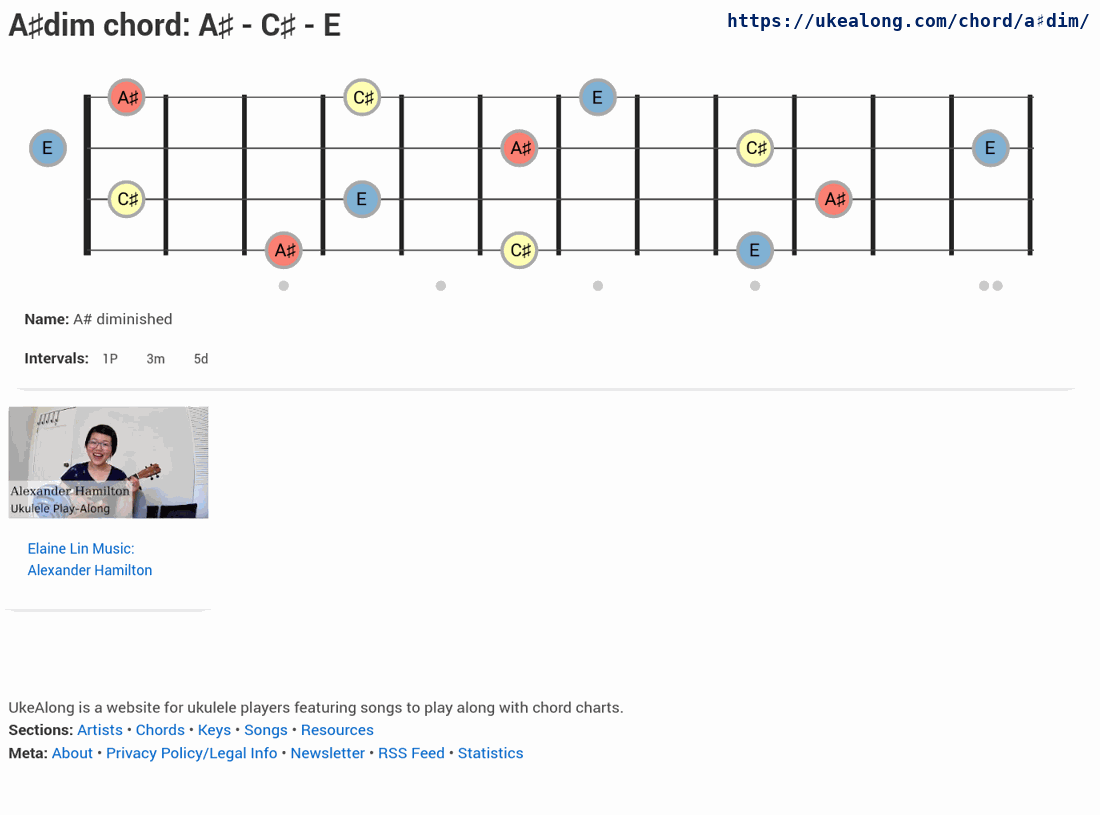 A♯dim chord: A♯ - C♯ - E
https://ukealong.com/chord/a♯dim/
A♯ C♯ E
E A♯ C♯ E
C♯ E A♯
A♯ C♯ E
Name: A# diminished
Intervals: 1P 3m 5d
Alexander Hamilton
Ukulele Play-Along
Elaine Lin Music:
Alexander Hamilton
UkeAlong is a website for ukulele players featuring songs to play along with chord charts.
Sections: Artists • Chords • Keys • Songs • Resources
Meta: About • Privacy Policy/Legal Info • Newsletter • RSS Feed • Statistics